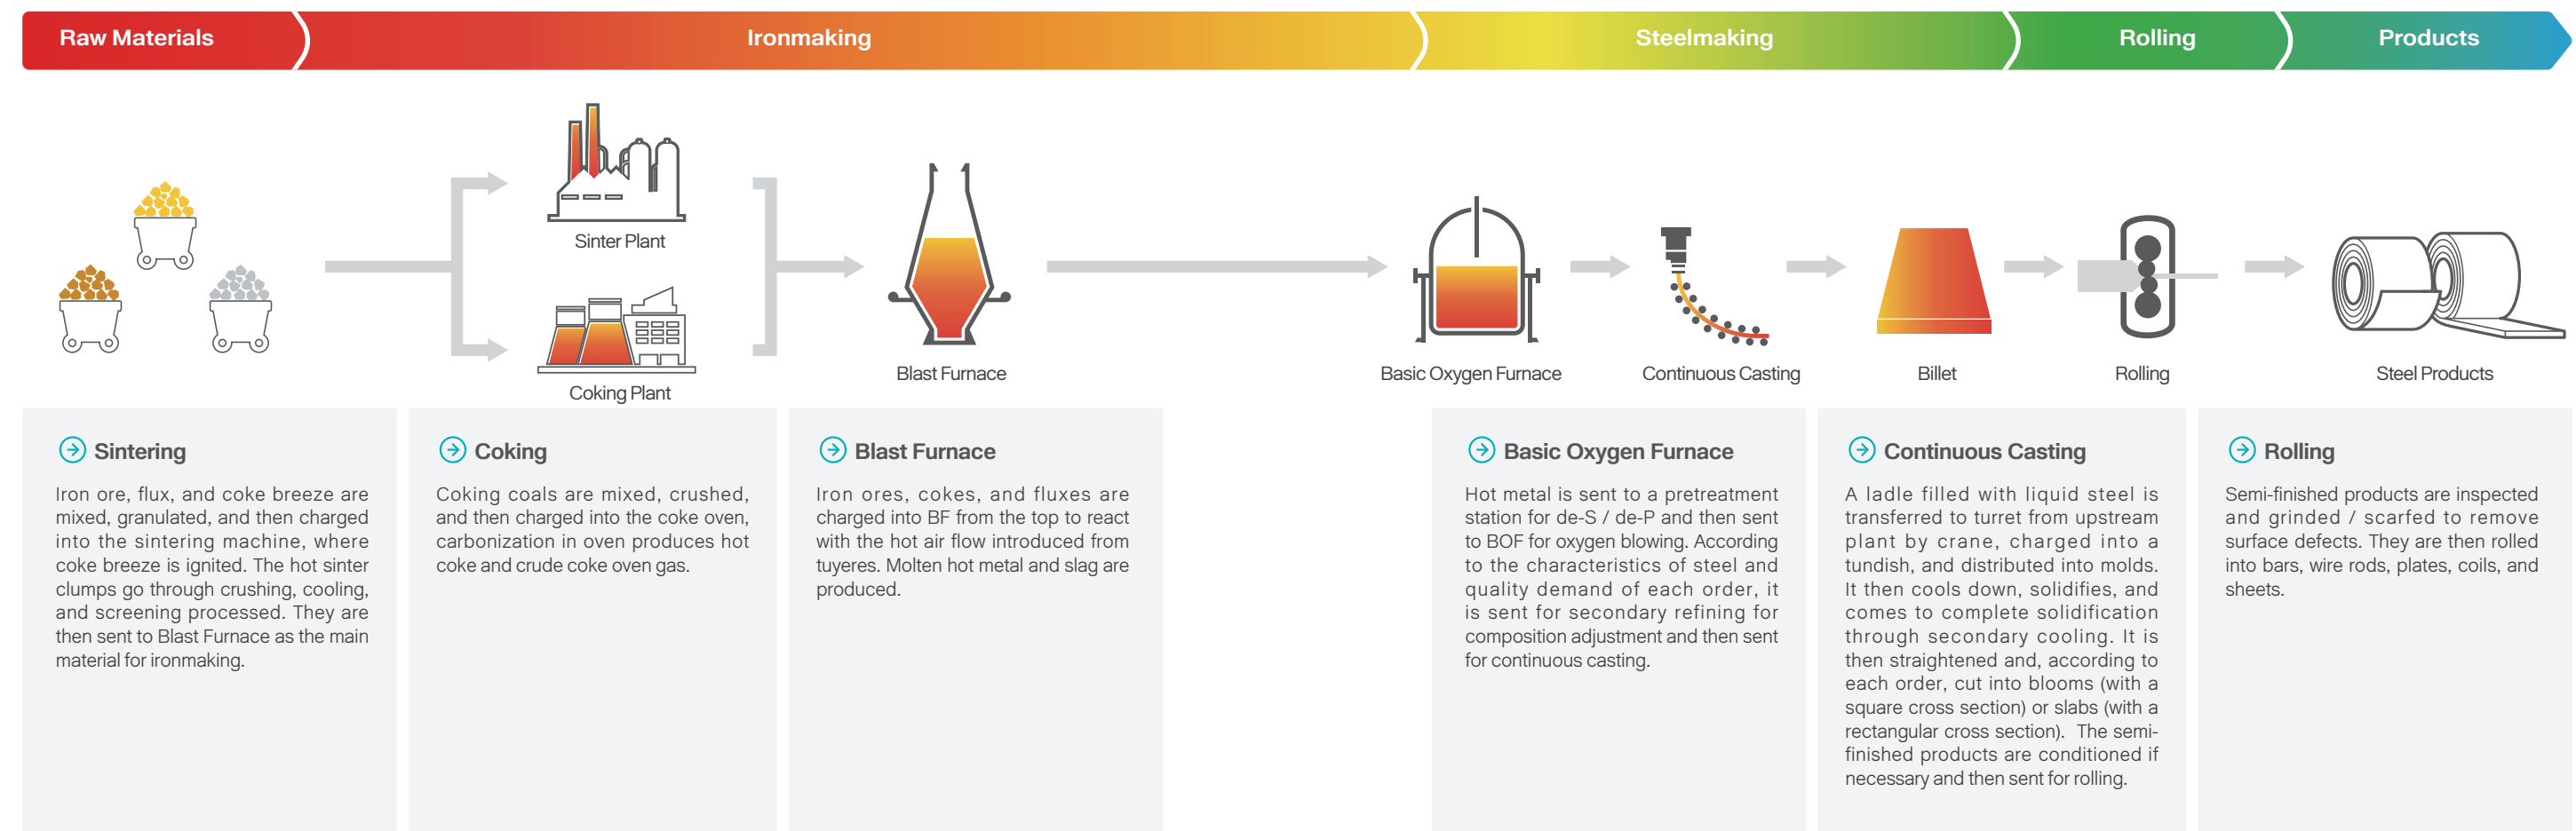 Raw Materials
Ironmaking
Steelmaking
Rolling
Products
Sinter Plant
Coking Plant
Blast Furnace
Basic Oxygen Furnace
Continuous Casting
Billet
Rolling
Steel Products
Sintering
Iron ore, flux, and coke breeze are
mixed, granulated, and then charged
into the sintering machine, where
coke breeze is ignited. The hot sinter
clumps go through crushing, cooling,
and screening processed. They are
then sent to Blast Furnace as the main
material for ironmaking.
Coking
Coking coals are mixed, crushed,
and then charged into the coke oven,
carbonization in oven produces hot
coke and crude coke oven gas.
Blast Furnace
Iron ores, cokes, and fluxes are
charged into BF from the top to react
with the hot air flow introduced from
tuyeres. Molten hot metal and slag are
produced.
Basic Oxygen Furnace
Hot metal is sent to a pretreatment
station for de-S / de-P and then sent
to BOF for oxygen blowing. According
to the characteristics of steel and
quality demand of each order, it
is sent for secondary refining for
composition adjustment and then sent
for continuous casting.
Continuous Casting
A ladle filled with liquid steel is
transferred to turret from upstream
plant by crane, charged into a
tundish, and distributed into molds.
It then cools down, solidifies, and
comes to complete solidification
through secondary cooling. It is
then straightened and, according to
each order, cut into blooms (with a
square cross section) or slabs (with a
rectangular cross section). The semi-
finished products are conditioned if
necessary and then sent for rolling.
Rolling
Semi-finished products are inspected
and grinded / scarfed to remove
surface defects. They are then rolled
into bars, wire rods, plates, coils, and
sheets.